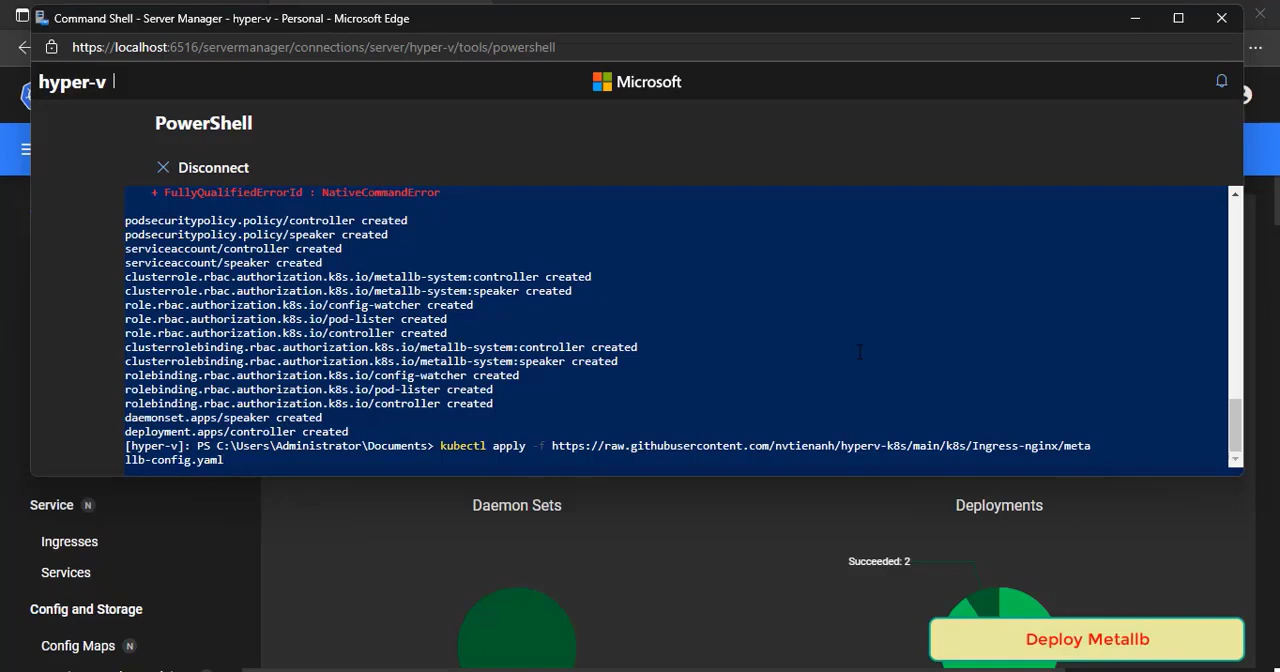 Command Shell - Server Manager - hyper-v - Personal - Microsoft Edge
https://localhost:6516/servermanager/connections/server/hyper-v/tools/powershell
hyper-v
Microsoft
PowerShell
Disconnect
+ FullyQualifiedErrorId : NativeCommandError
podsecuritypolicy.policy/controller created
podsecuritypolicy.policy/speaker created
serviceaccount/controller created
serviceaccount/speaker created
clusterrole.rbac.authorization.k8s.io/metallb-system:controller created
clusterrole.rbac.authorization.k8s.io/metallb-system:speaker created
role.rbac.authorization.k8s.io/config-watcher created
role.rbac.authorization.k8s.io/pod-lister created
role.rbac.authorization.k8s.io/controller created
clusterrolebinding.rbac.authorization.k8s.io/metallb-system:controller created
clusterrolebinding.rbac.authorization.k8s.io/metallb-system:speaker created
rolebinding.rbac.authorization.k8s.io/config-watcher created
rolebinding.rbac.authorization.k8s.io/pod-lister created
rolebinding.rbac.authorization.k8s.io/controller created
daemonset.apps/speaker created
deployment.apps/controller created
[hyper-v]: PS C:\Users\Administrator\Documents> kubectl apply -f https://raw.githubusercontent.com/nvtienanh/hyperv-k8s/main/k8s/Ingress-nginx/meta
llb-config.yaml
Service N
Ingresses
Services
Config and Storage
Config Maps N
Daemon Sets
Deployments
Succeeded: 2
Deploy Metallb